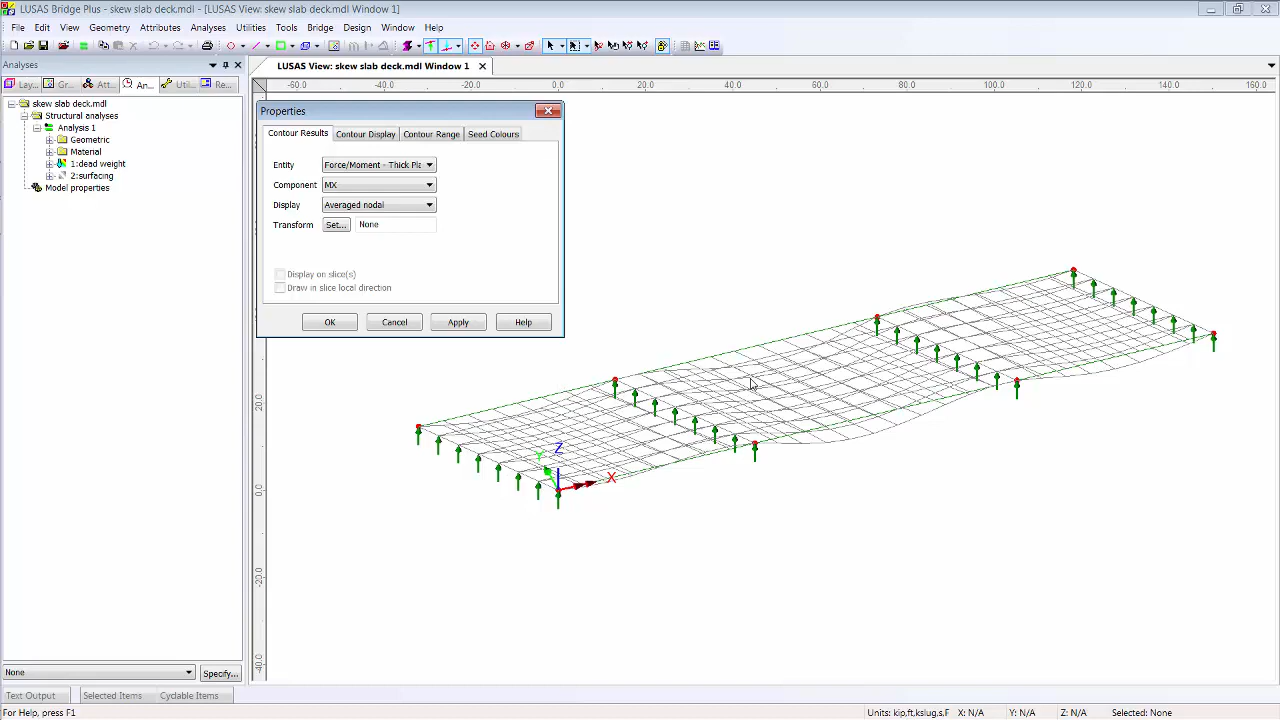 LUSAS Bridge Plus - skew slab deck.mdl - [LUSAS View: skew slab deck.mdl Window 1]
File Edit View Geometry Attributes Analyses Utilities Tools Bridge Design Window Help
Analyses
LUSAS View: skew slab deck.mdl Window 1
Lay... Gr... Att... An... Util... Re...
-60.0 -20.0 0.0 20.0 40.0 60.0 80.0 100.0 120.0 140.0 160.0
skew slab deck.mdl
Structural analyses
Analysis 1
Geometric
Material
1:dead weight
2:surfacing
Model properties
Properties
Contour Results Contour Display Contour Range Seed Colours
Entity Force/Moment - Thick Pla
Component MX
Display Averaged nodal
Transform Set... None
Display on slice(s)
Draw in slice local direction
OK Cancel Apply Help
20.0
0.0
-20.0
-40.0
Z
Y
X
None Specify...
Text Output Selected Items Cyclable Items
For Help, press F1
Units: kip,ft,kslug,s,F X: N/A Y: N/A Z: N/A Selected: None